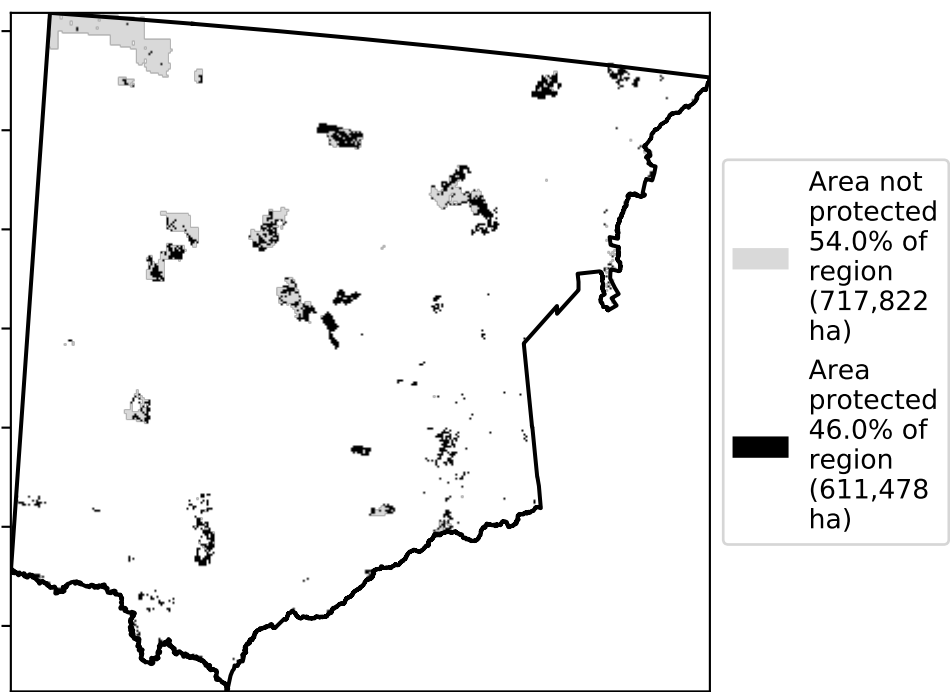 Area not
protected
54.0% of
region
(717,822
ha)
Area
protected
46.0% of
region
(611,478
ha)